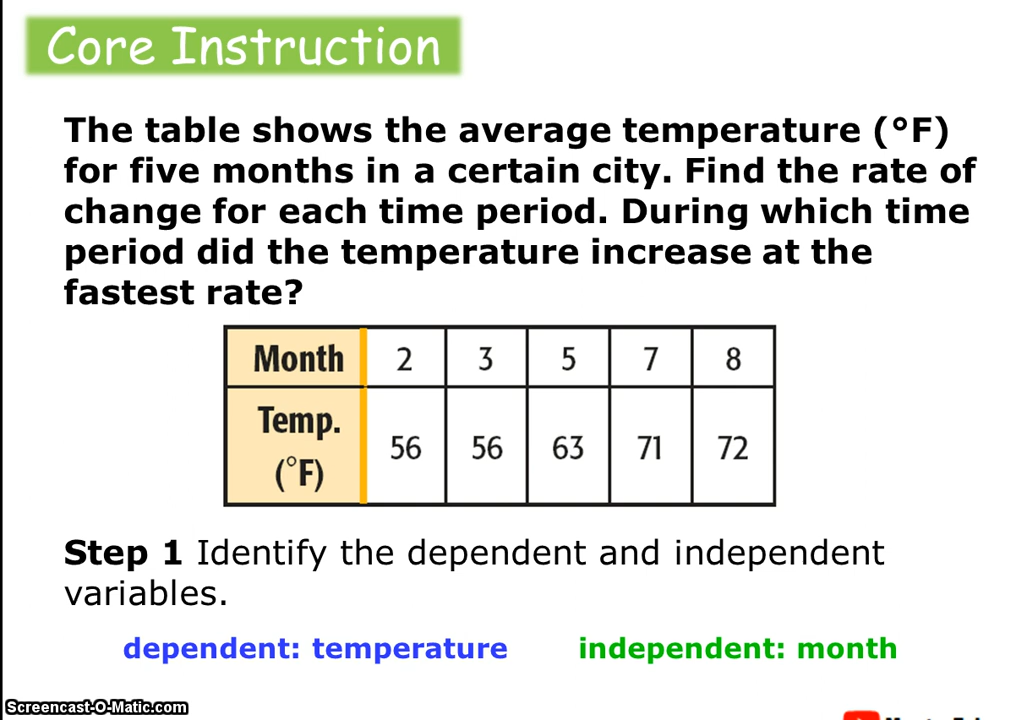 Core Instruction
The table shows the average temperature (°F)
for five months in a certain city. Find the rate of
change for each time period. During which time
period did the temperature increase at the
fastest rate?
Month 2 3 5 7 8
Temp. (°F) 56 56 63 71 72
Step 1 Identify the dependent and independent
variables.
dependent: temperature independent: month
Screencast-O-Matic.com